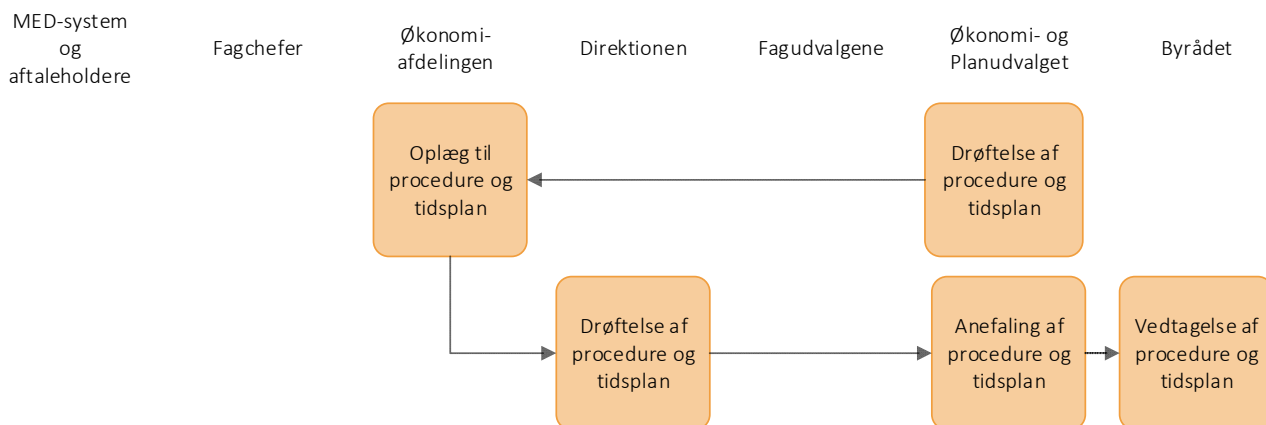 MED-system
og
aftaleholdere
Fagchefer
Økonomi-
afdelingen
Direktionen
Fagudvalgene
Økonomi- og
Planudvalget
Byrådet
Oplæg til
procedure og
tidsplan
Drøftelse af
procedure og
tidsplan
Drøftelse af
procedure og
tidsplan
Anefaling af
procedure og
tidsplan
Vedtagelse af
procedure og
tidsplan